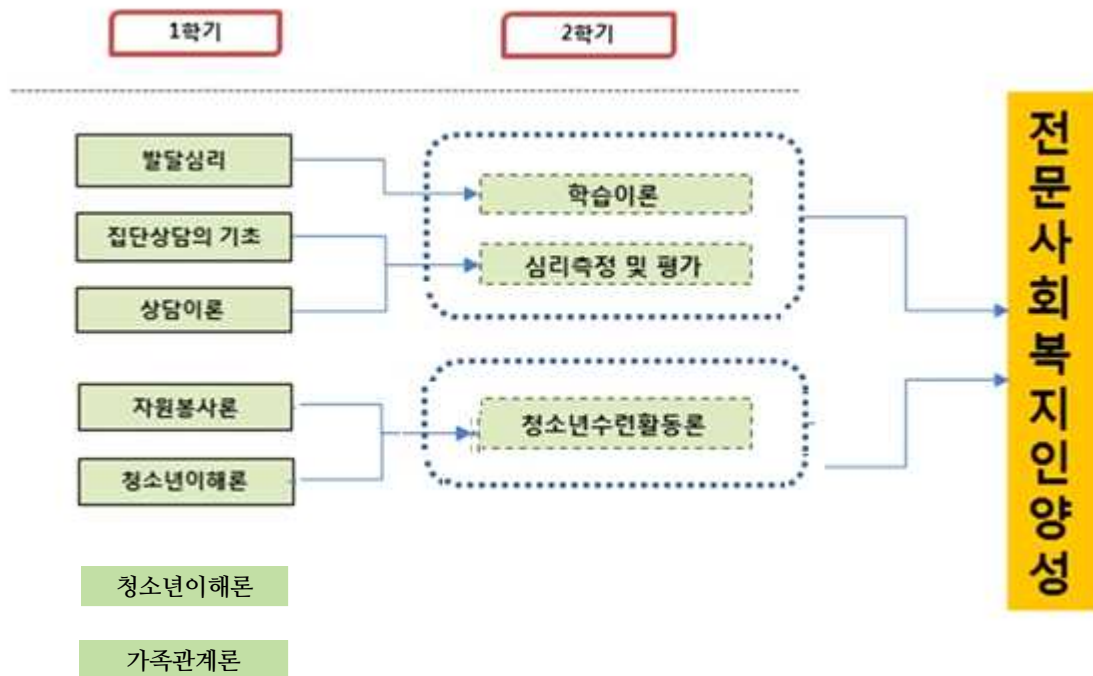 1학기
2학기
발달심리
학습이론
집단상담의 기초
심리측정 및 평가
상담이론
자원봉사론
청소년수련활동론
청소년이해론
청소년이해론
가족관계론
전문사회복지인양성